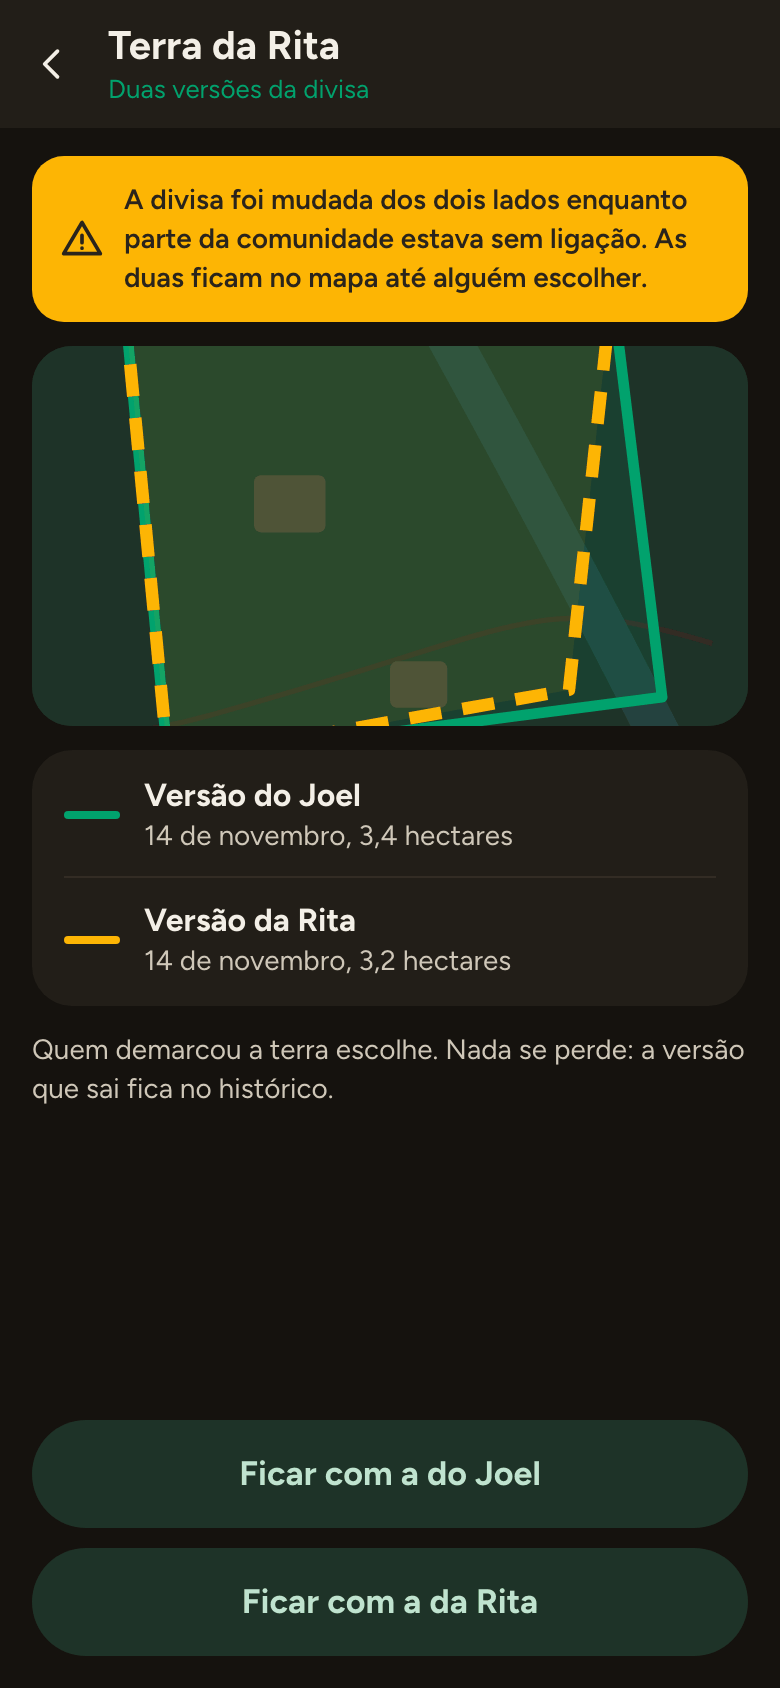 Terra da Rita
Duas versões da divisa
A divisa foi mudada dos dois lados enquanto
parte da comunidade estava sem ligação. As
duas ficam no mapa até alguém escolher.
Versão do Joel
14 de novembro, 3,4 hectares
Versão da Rita
14 de novembro, 3,2 hectares
Quem demarcou a terra escolhe. Nada se perde: a versão
que sai fica no histórico.
Ficar com a do Joel
Ficar com a da Rita